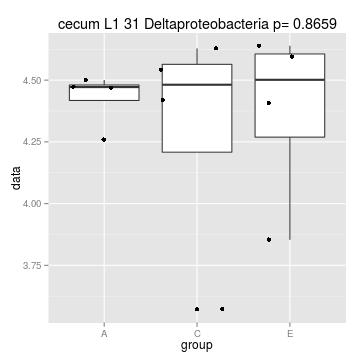 cecum L1 31 Deltaproteobacteria p= 0.8659
4.50
4.25
4.00
3.75
data
A C E
group